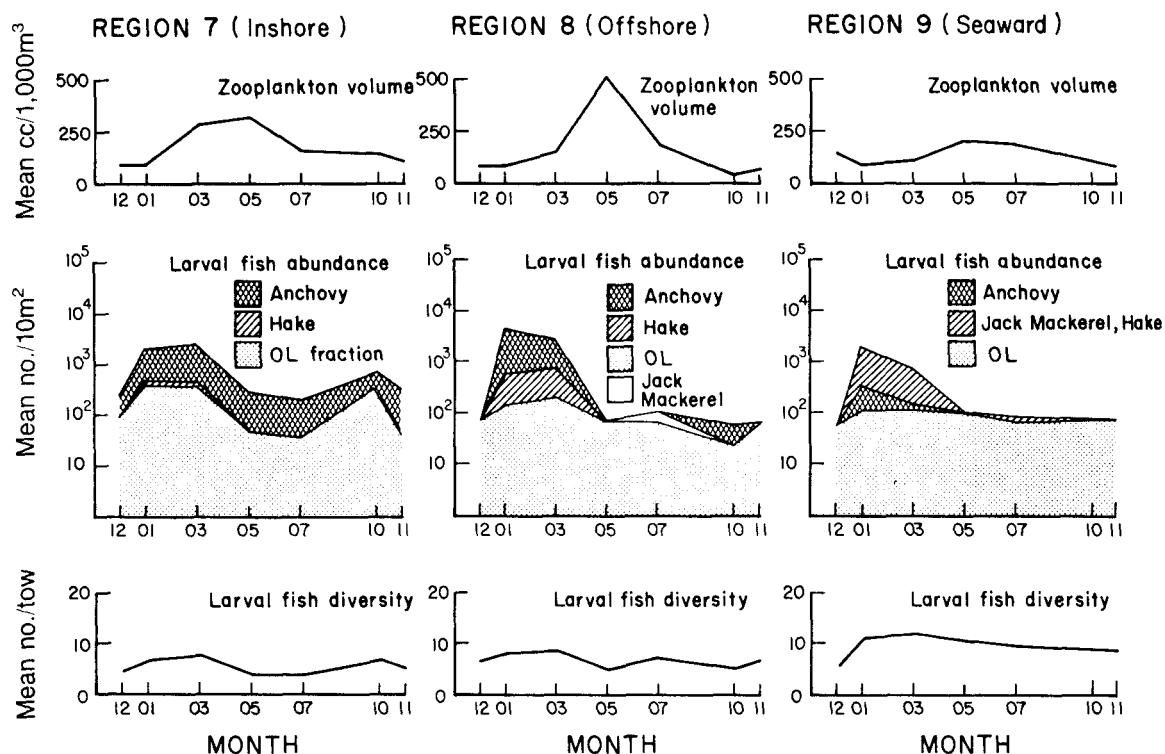 REGION 7 (Inshore)
REGION 8 (Offshore)
REGION 9 (Seaward)
Mean cc/1,000m³
500
250
0
Zooplankton volume
12 01 03 05 07 10 11
500
250
0
Zooplankton
volume
12 01 03 05 07 10 11
500
250
0
Zooplankton volume
12 01 03 05 07 10 11
Mean no./10m²
10⁵
10⁴
10³
10²
10
Larval fish abundance
Anchovy
Hake
OL fraction
12 01 03 05 07 10 11
10⁵
10⁴
10³
10²
10
Larval fish abundance
Anchovy
Hake
OL
Jack
Mackerel
12 01 03 05 07 10 11
10⁵
10⁴
10³
10²
10
Larval fish abundance
Anchovy
Jack Mackerel, Hake
OL
12 01 03 05 07 10 11
Mean no./tow
20
10
0
Larval fish diversity
12 01 03 05 07 10 11
MONTH
20
10
0
Larval fish diversity
12 01 03 05 07 10 11
MONTH
20
10
0
Larval fish diversity
12 01 03 05 07 10 11
MONTH